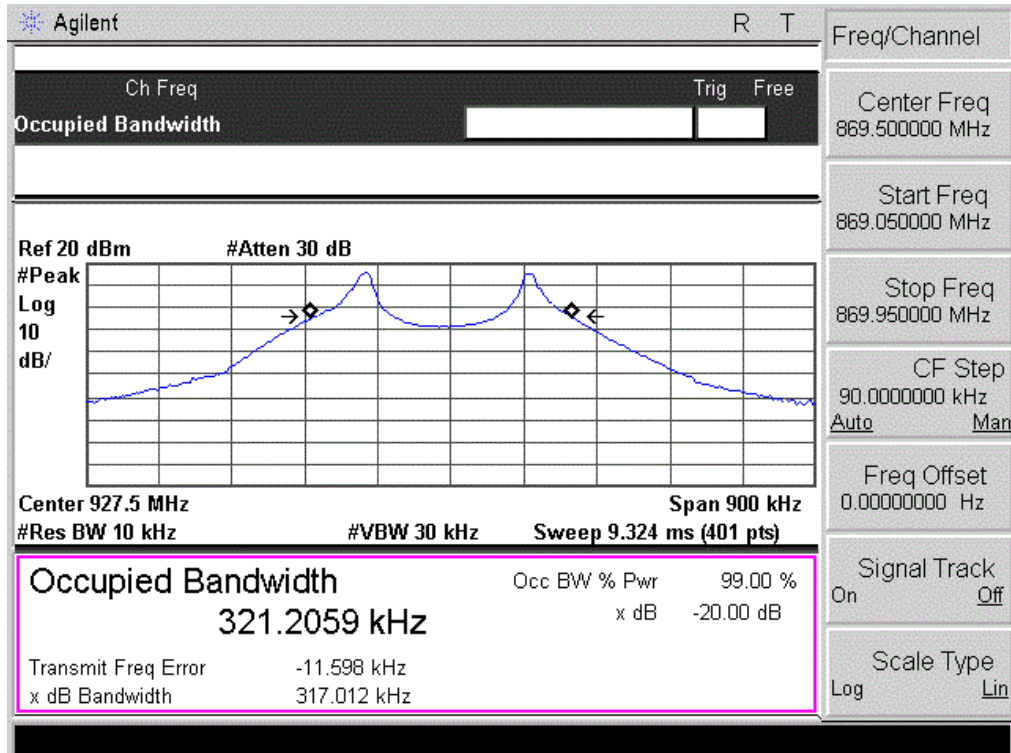 Agilent
R T
Ch Freq
Trig Free
Occupied Bandwidth
Ref 20 dBm #Atten 30 dB
#Peak
Log
10
dB/
Center 927.5 MHz Span 900 kHz
#Res BW 10 kHz #VBW 30 kHz Sweep 9.324 ms (401 pts)
Occupied Bandwidth
321.2059 kHz
Occ BW % Pwr 99.00 %
x dB -20.00 dB
Transmit Freq Error -11.598 kHz
x dB Bandwidth 317.012 kHz
Freq/Channel
Center Freq
869.500000 MHz
Start Freq
869.050000 MHz
Stop Freq
869.950000 MHz
CF Step
90.0000000 kHz
Auto Man
Freq Offset
0.00000000 Hz
Signal Track
On Off
Scale Type
Log Lin